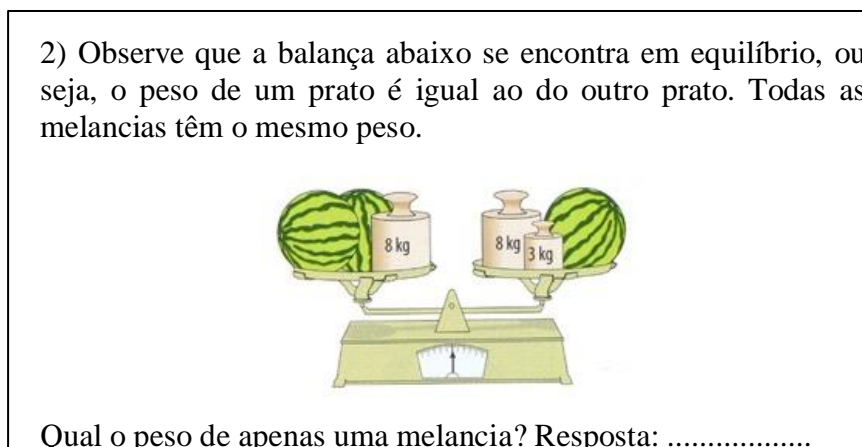 2) Observe que a balança abaixo se encontra em equilíbrio, ou
seja, o peso de um prato é igual ao do outro prato. Todas as
melancias têm o mesmo peso.
8 kg
8 kg
3 kg
Qual o peso de apenas uma melancia? Resposta: ..................